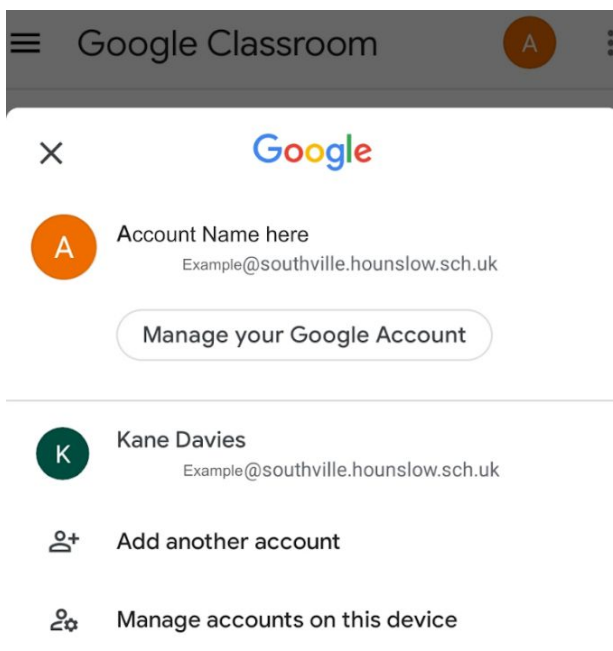 Google Classroom
A
Google
A
Account Name here
Example@southville.hounslow.sch.uk
Manage your Google Account
K
Kane Davies
Example@southville.hounslow.sch.uk
Add another account
Manage accounts on this device